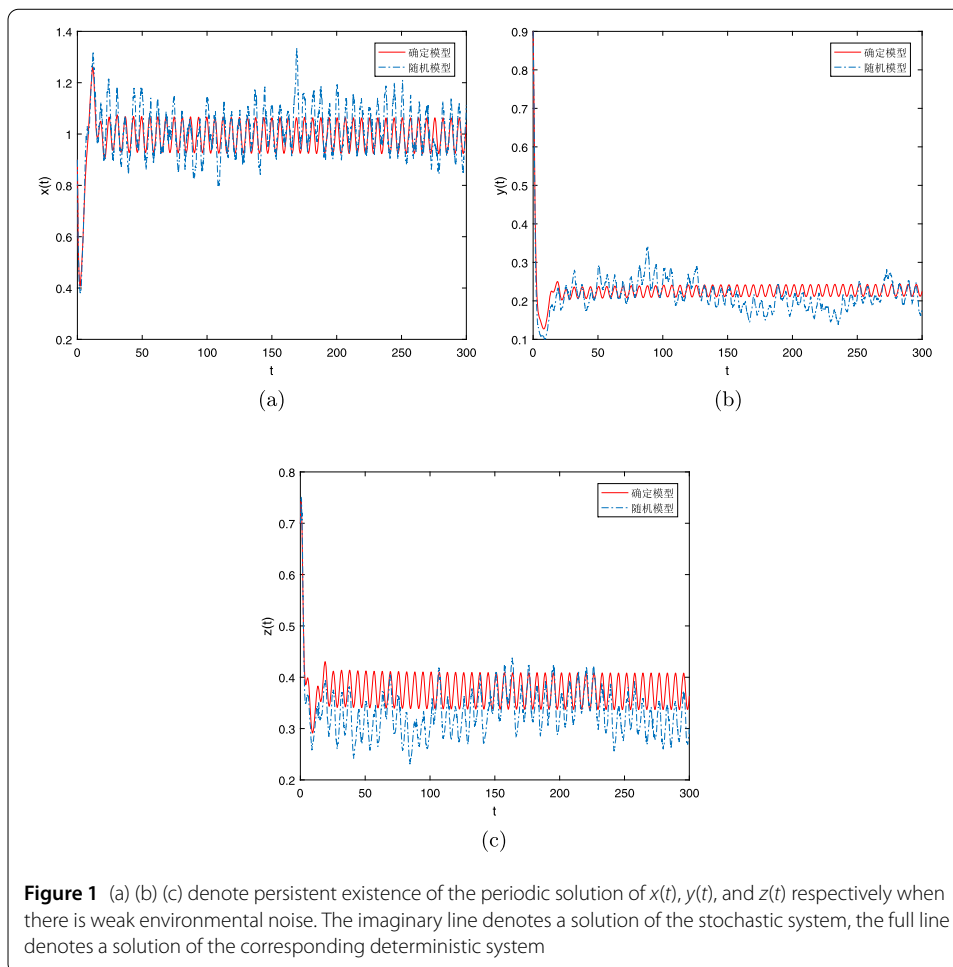 1.4
1.2
1
0.8
0.6
0.4
0.2
x(t)
0 50 100 150 200 250 300
t
确定模型
随机模型
(a)
0.9
0.8
0.7
0.6
0.5
0.4
0.3
0.2
0.1
y(t)
0 50 100 150 200 250 300
t
确定模型
随机模型
(b)
0.8
0.7
0.6
0.5
0.4
0.3
0.2
z(t)
0 50 100 150 200 250 300
t
确定模型
随机模型
(c)
Figure 1 (a) (b) (c) denote persistent existence of the periodic solution of x(t), y(t), and z(t) respectively when
there is weak environmental noise. The imaginary line denotes a solution of the stochastic system, the full line
denotes a solution of the corresponding deterministic system